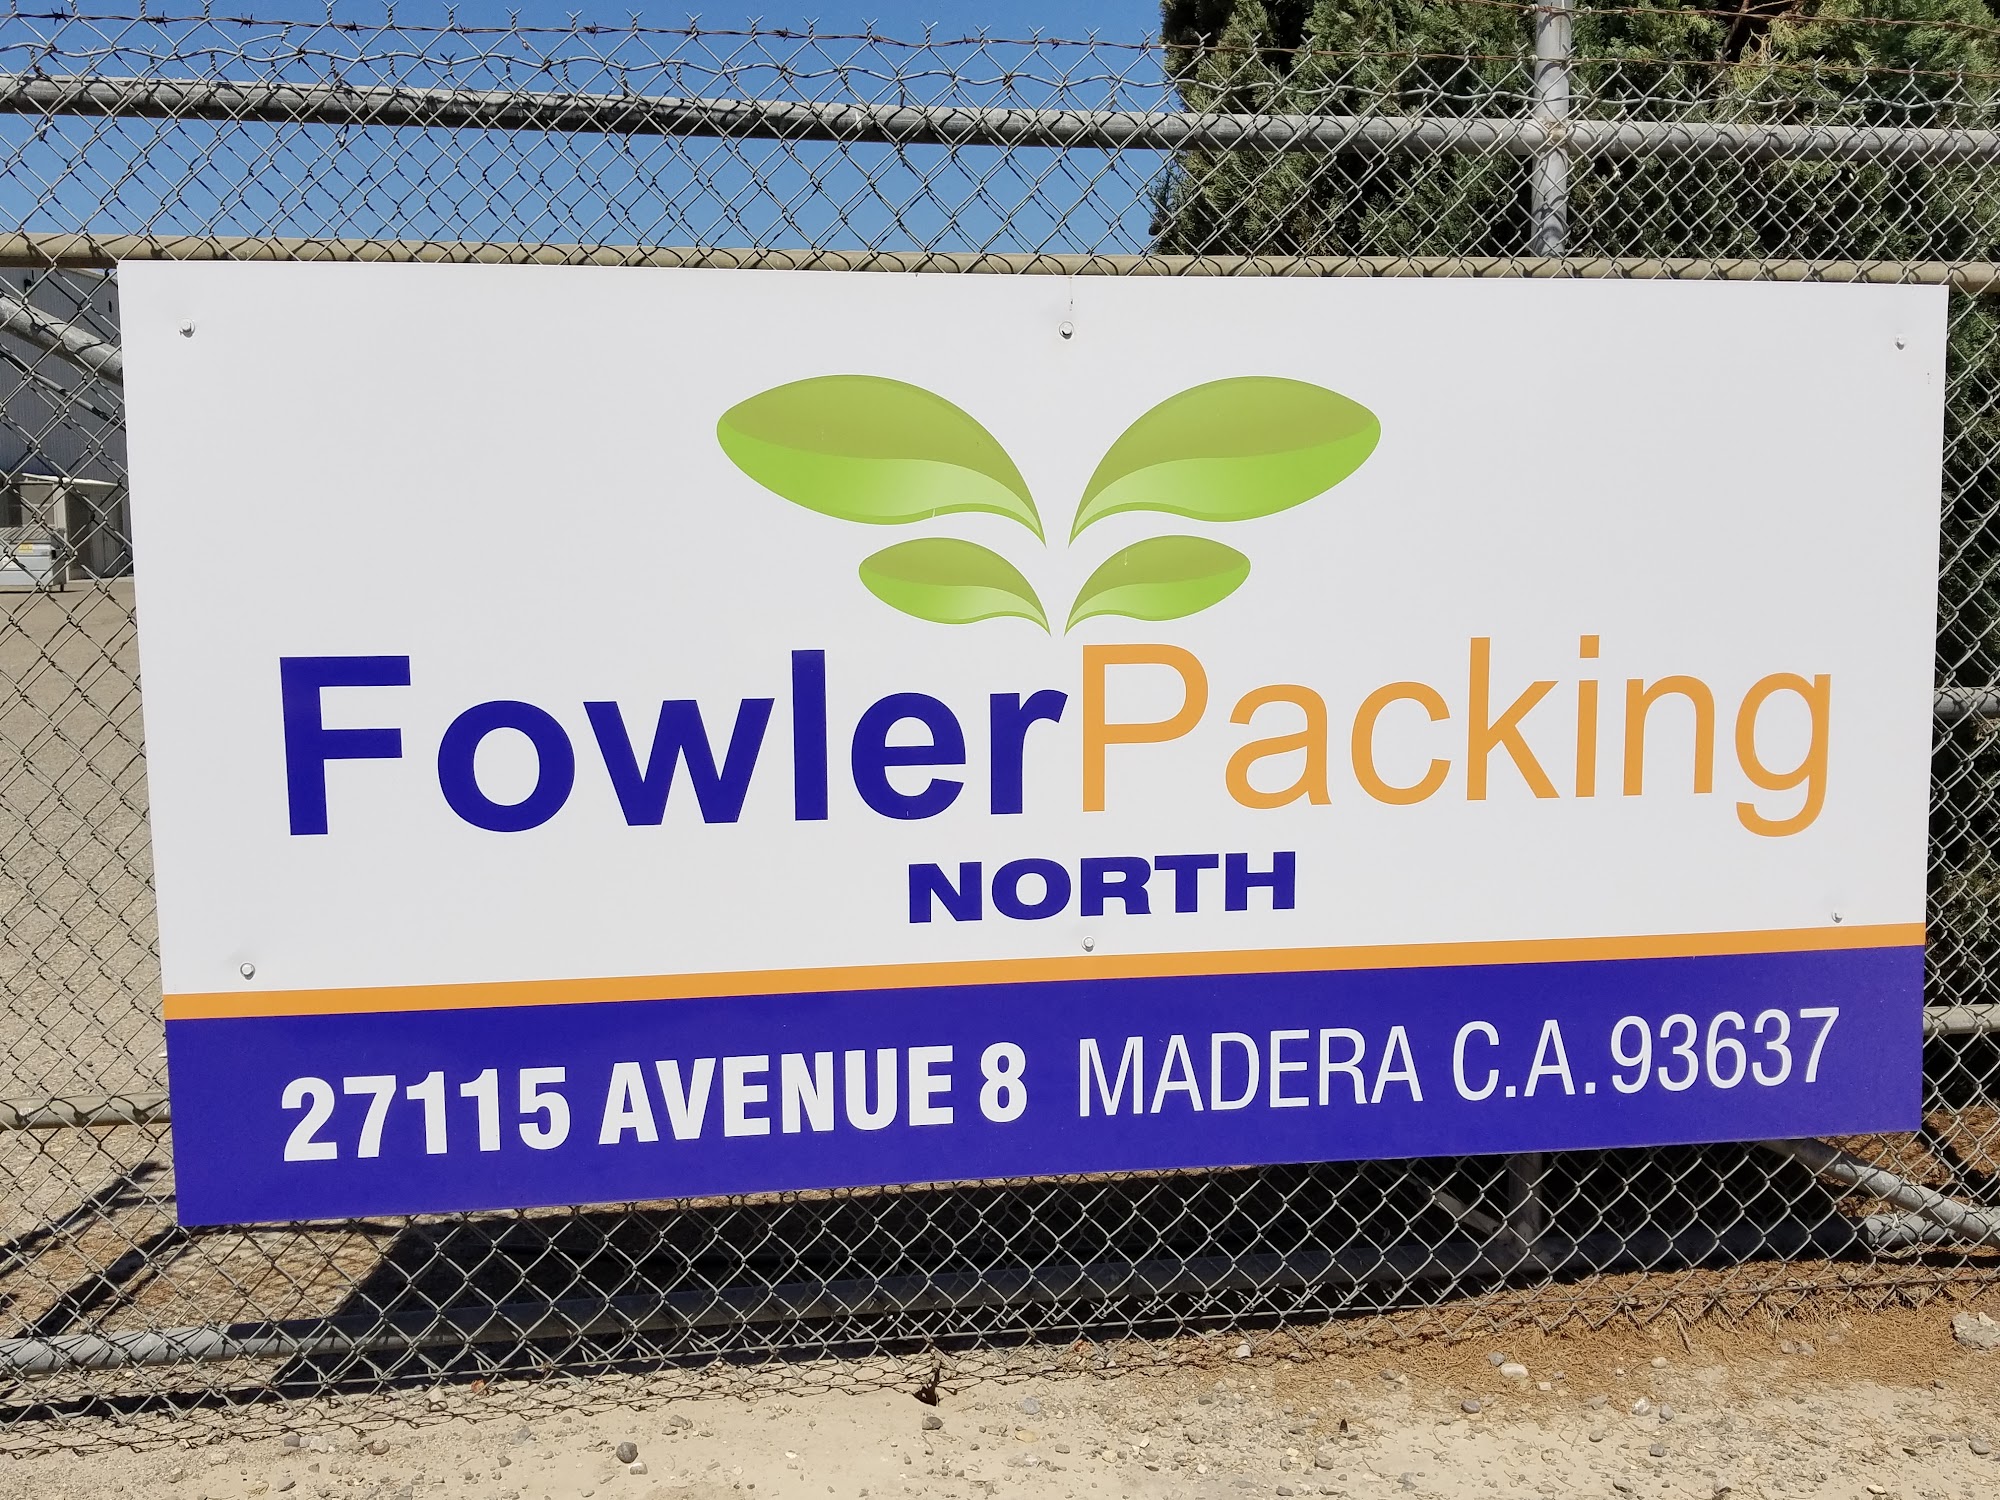 FowlerPacking
NORTH
27115 AVENUE 8 MADERA C.A. 93637